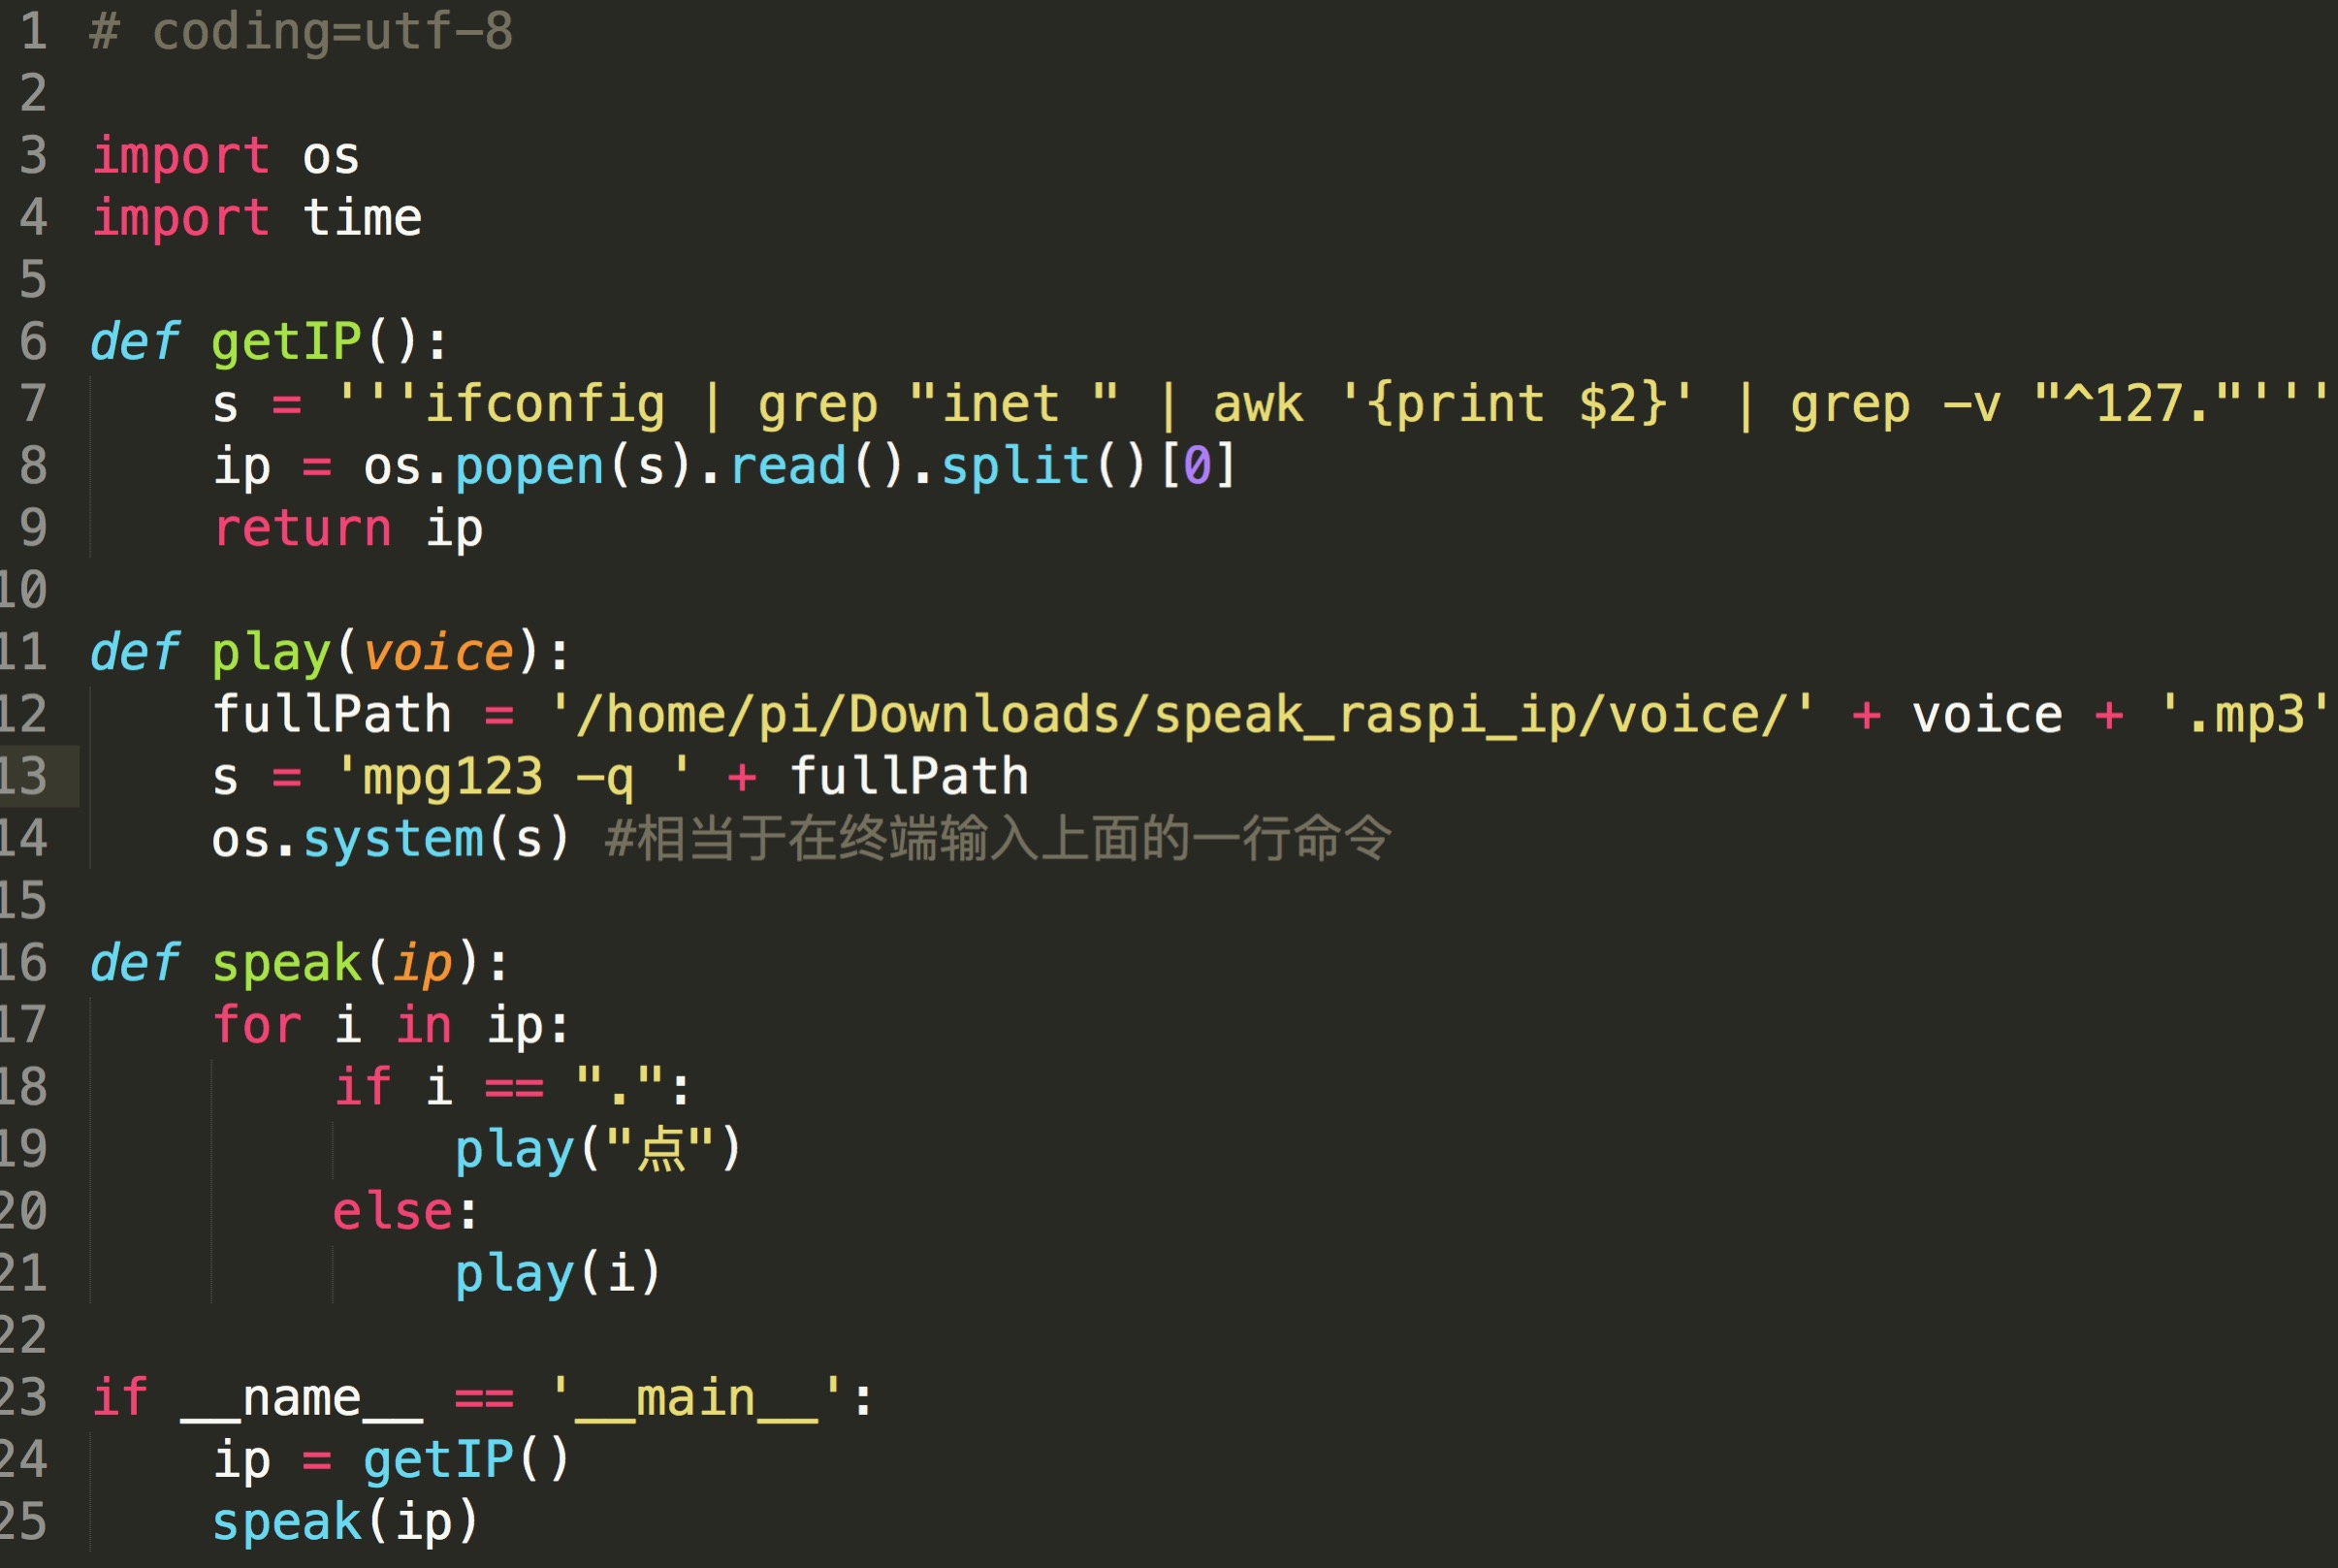 1 # coding=utf-8
2
3 import os
4 import time
5
6 def getIP():
7     s = '''ifconfig | grep "inet " | awk '{print $2}' | grep -v "^127."'''
8     ip = os.popen(s).read().split()[0]
9     return ip
10
11 def play(voice):
12     fullPath = '/home/pi/Downloads/speak_raspi_ip/voice/' + voice + '.mp3'
13     s = 'mpg123 -q ' + fullPath
14     os.system(s) #相当于在终端输入上面的一行命令
15
16 def speak(ip):
17     for i in ip:
18         if i == ".":
19             play("点")
20         else:
21             play(i)
22
23 if __name__ == '__main__':
24     ip = getIP()
25     speak(ip)